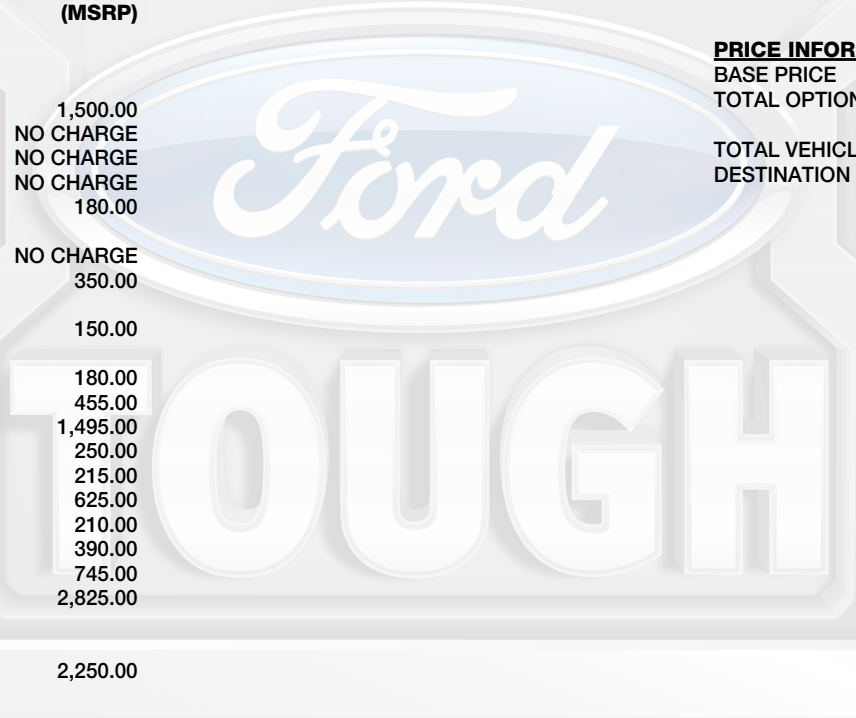 (MSRP)
1,500.00
NO CHARGE
NO CHARGE
NO CHARGE
180.00
NO CHARGE
350.00
150.00
180.00
455.00
1,495.00
250.00
215.00
625.00
210.00
390.00
745.00
2,825.00
2,250.00
PRICE INFOR
BASE PRICE
TOTAL OPTION
TOTAL VEHICL
DESTINATION
Ford
TOUGH